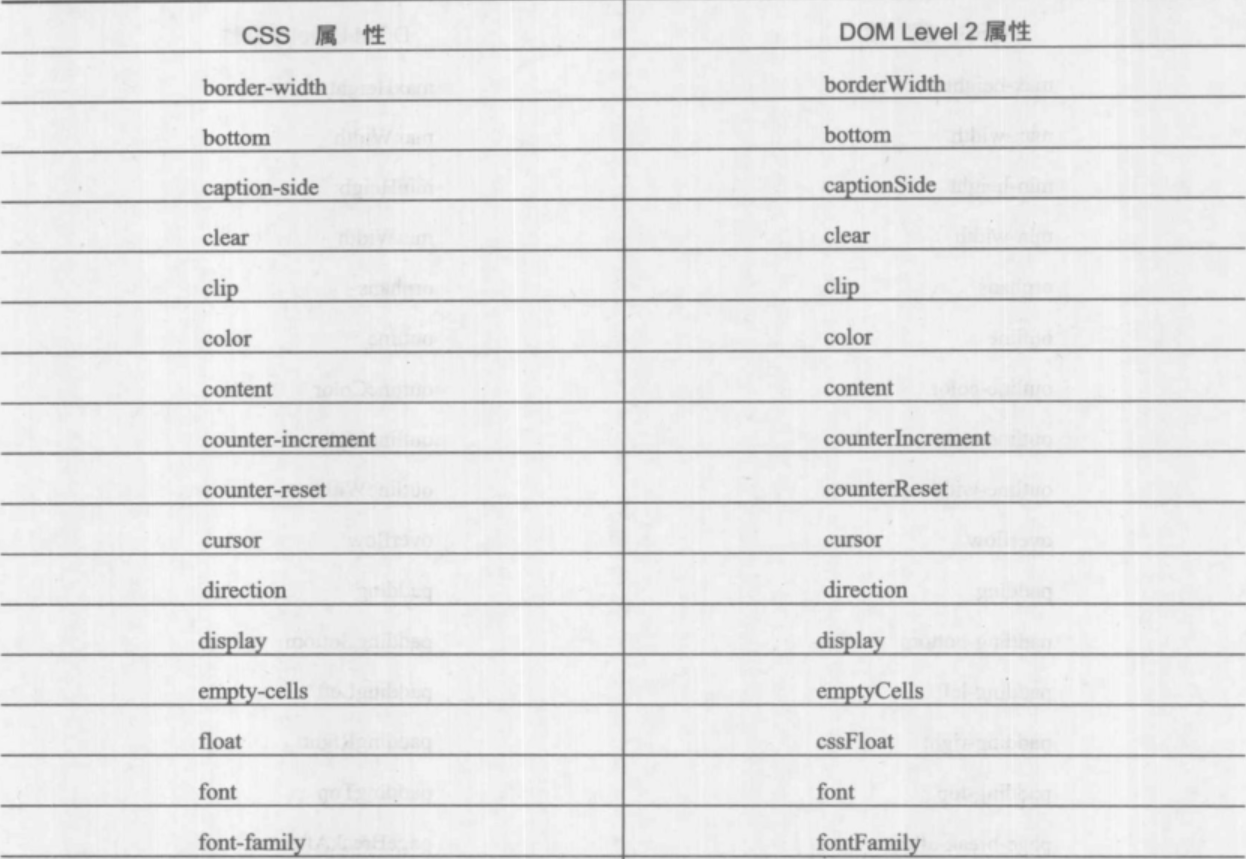 CSS 属 性 DOM Level 2 属性
border-width borderWidth
bottom bottom
caption-side captionSide
clear clear
clip clip
color color
content content
counter-increment counterIncrement
counter-reset counterReset
cursor cursor
direction direction
display display
empty-cells emptyCells
float cssFloat
font font
font-family fontFamily